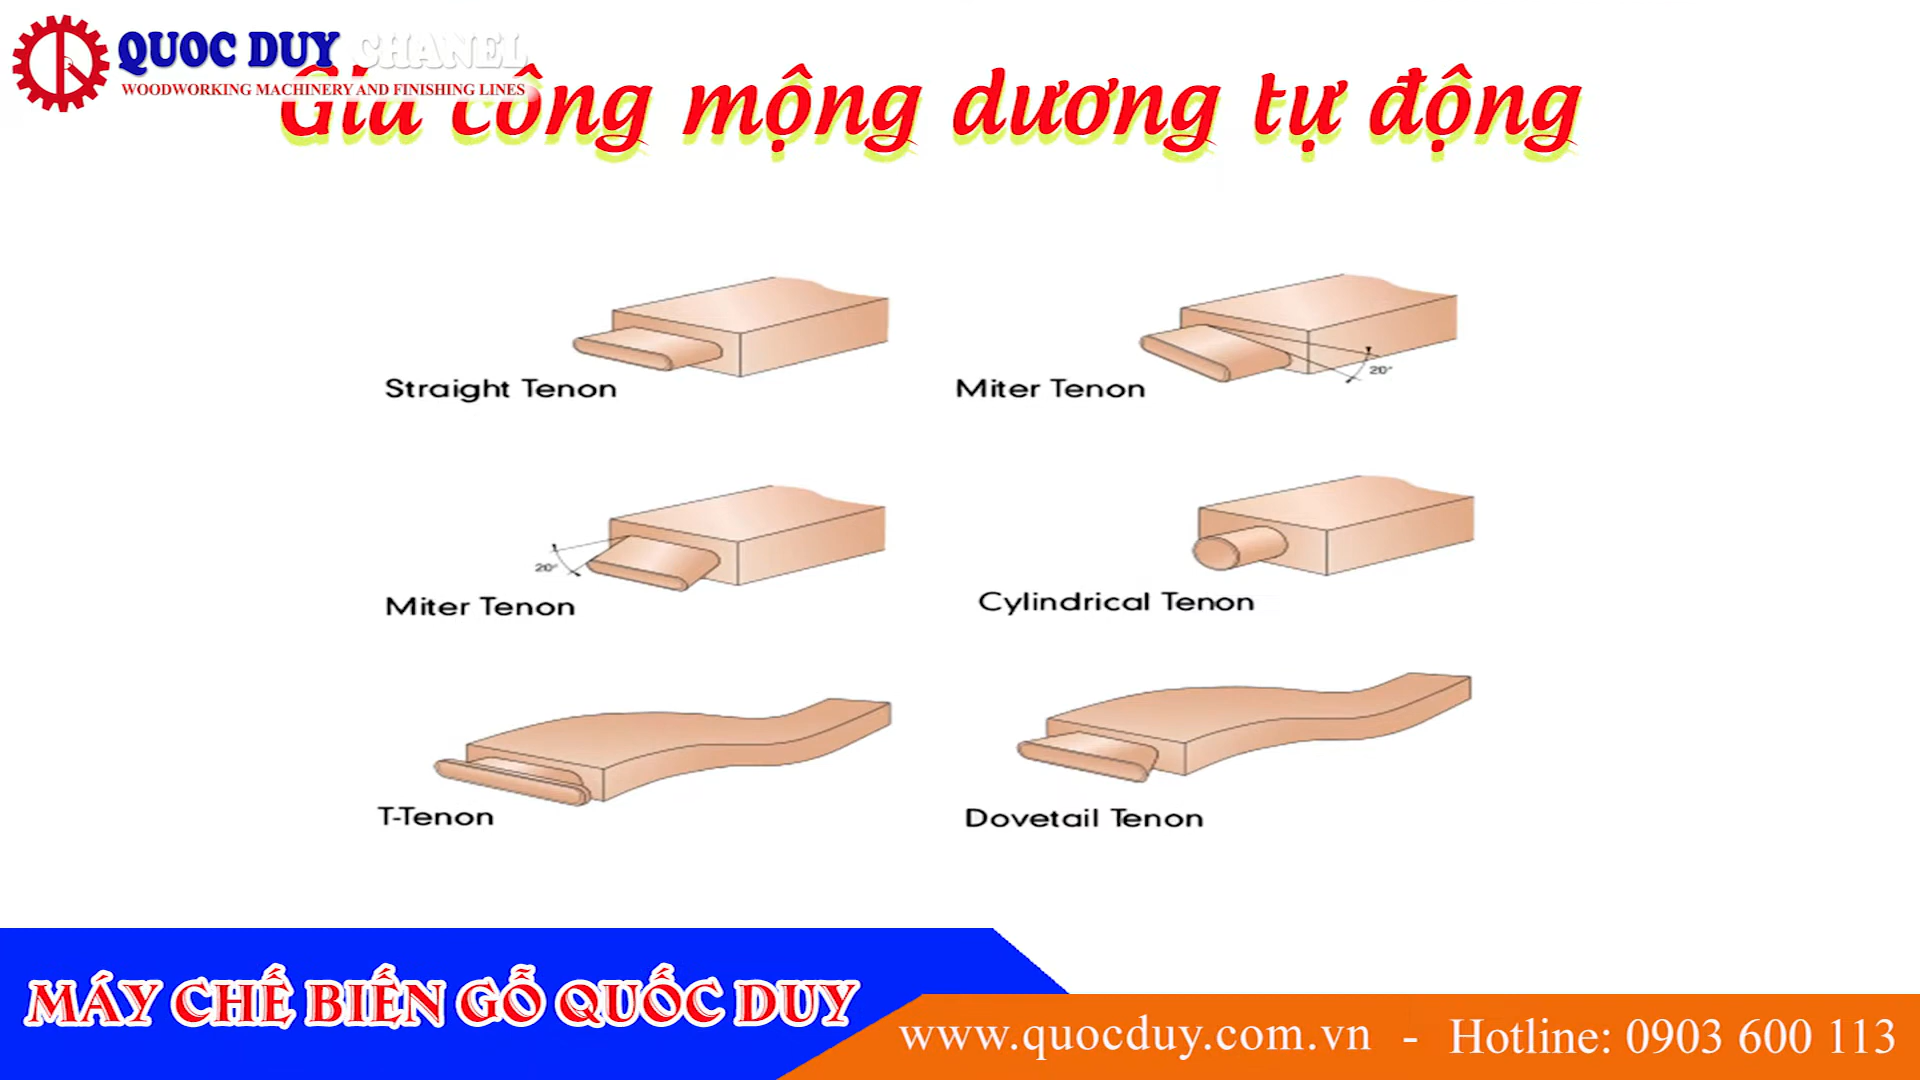 QUOC DUY CHANEL
WOODWORKING MACHINERY AND FINISHING LINES
Gia công mộng dương tự động
Straight Tenon
Miter Tenon
20°
Miter Tenon
20°
Cylindrical Tenon
T-Tenon
Dovetail Tenon
MÁY CHẾ BIẾN GỖ QUỐC DUY
www.quocduy.com.vn - Hotline: 0903 600 113